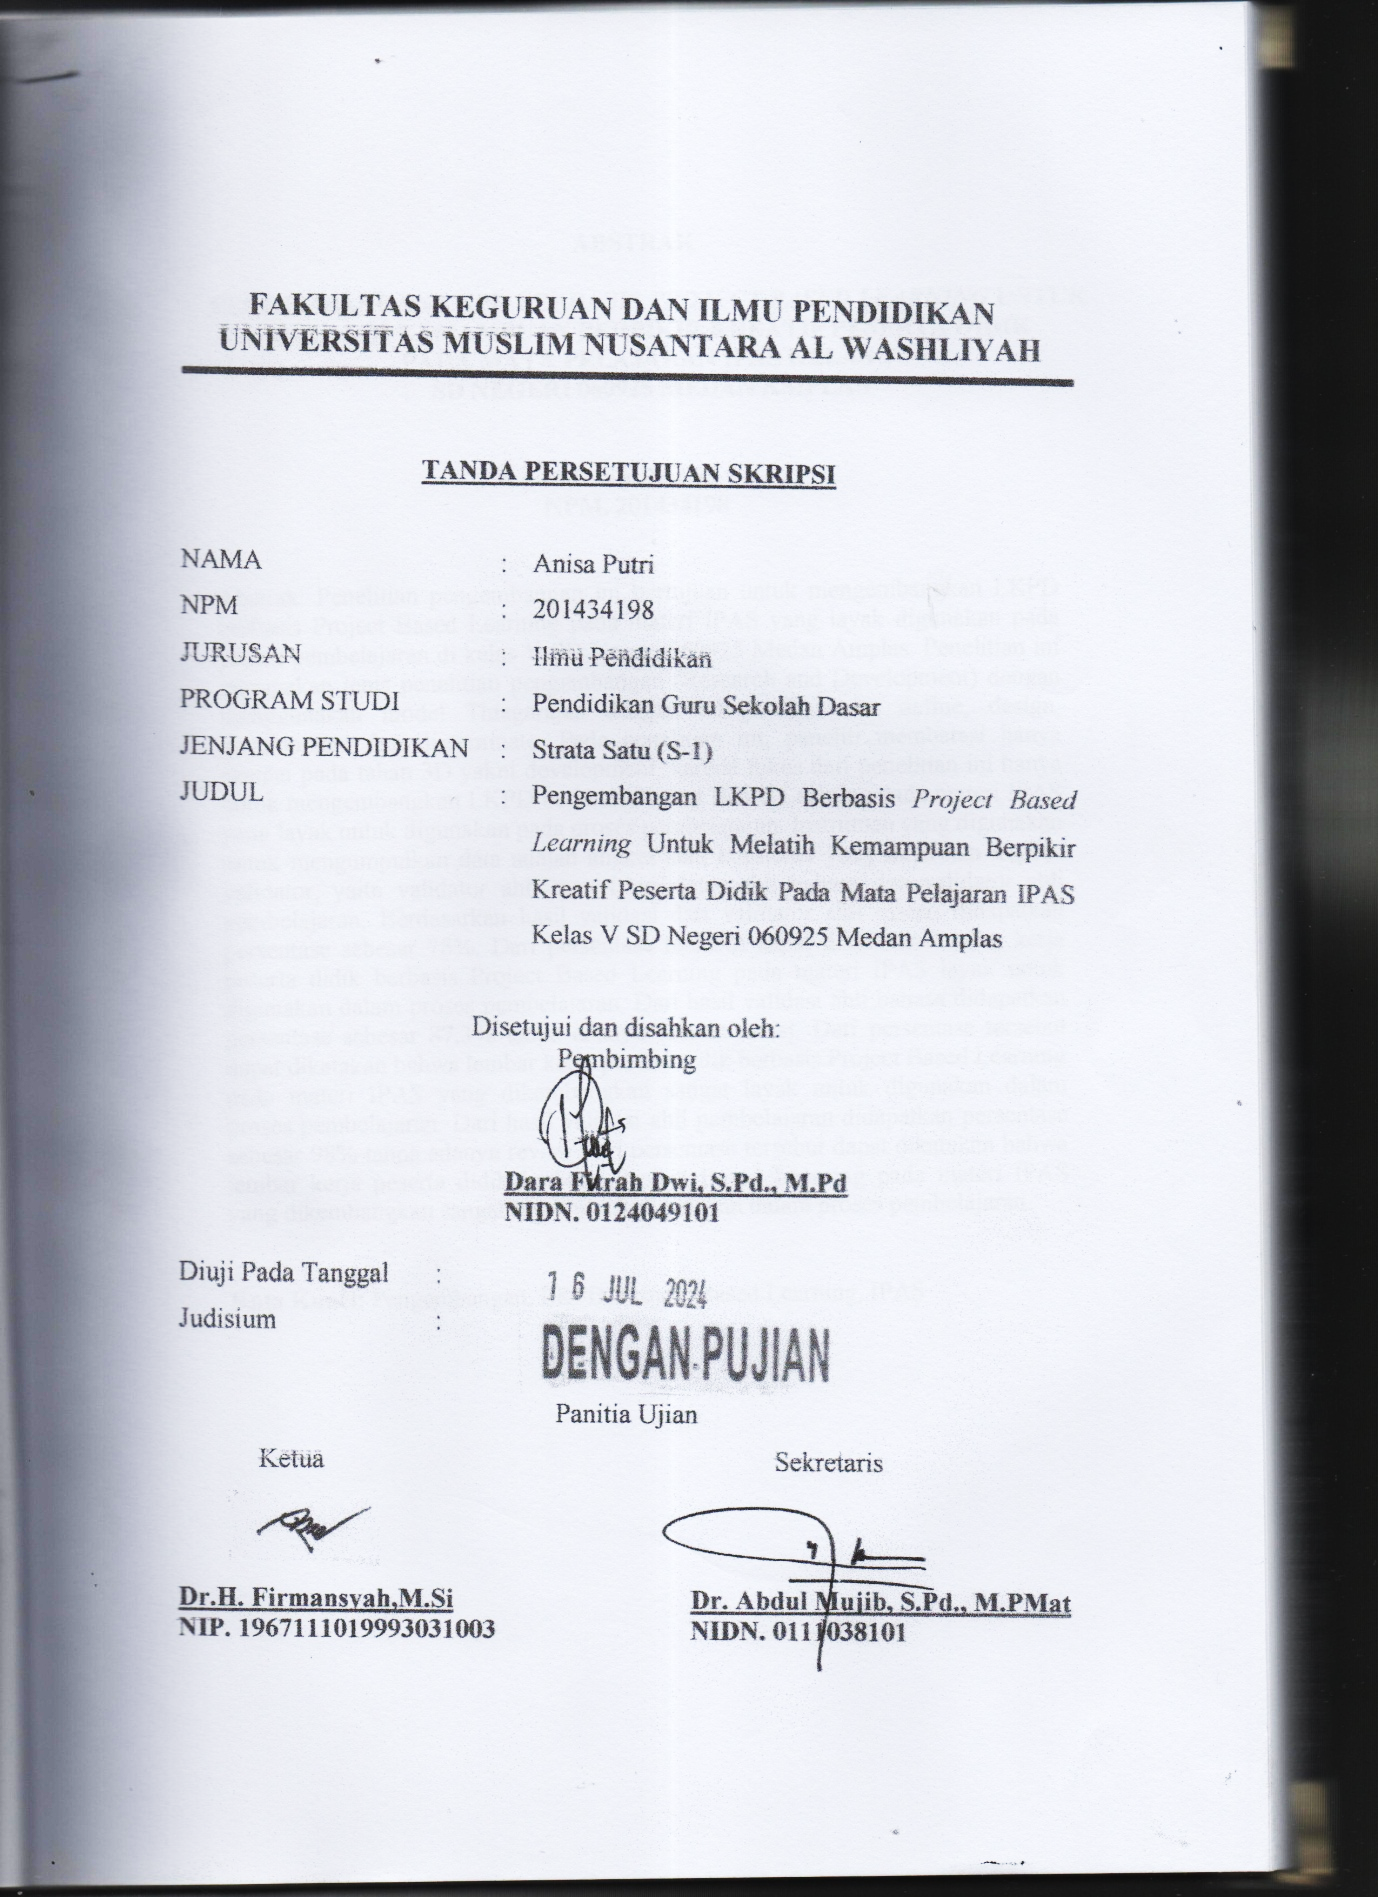 FAKULTAS KEGURUAN DAN ILMU PENDIDIKAN
UNIVERSITAS MUSLIM NUSANTARA AL WASHLIYAH
TANDA PERSETUJUAN SKRIPSI
NAMA : Anisa Putri
NPM : 201434198
JURUSAN : Ilmu Pendidikan
PROGRAM STUDI : Pendidikan Guru Sekolah Dasar
JENJANG PENDIDIKAN : Strata Satu (S-1)
JUDUL : Pengembangan LKPD Berbasis Project Based
Learning Untuk Melatih Kemampuan Berpikir
Kreatif Peserta Didik Pada Mata Pelajaran IPAS
Kelas V SD Negeri 060925 Medan Amplas
Disetujui dan disahkan oleh:
Pembimbing
Dara Fitrah Dwi, S.Pd., M.Pd
NIDN. 0124049101
Diuji Pada Tanggal : 16 JUL 2024
Judisium : DENGAN PUJIAN
Panitia Ujian
Ketua Sekretaris
Dr.H. Firmansyah,M.Si Dr. Abdul Mujib, S.Pd., M.PMat
NIP. 1967111019993031003 NIDN. 0111038101